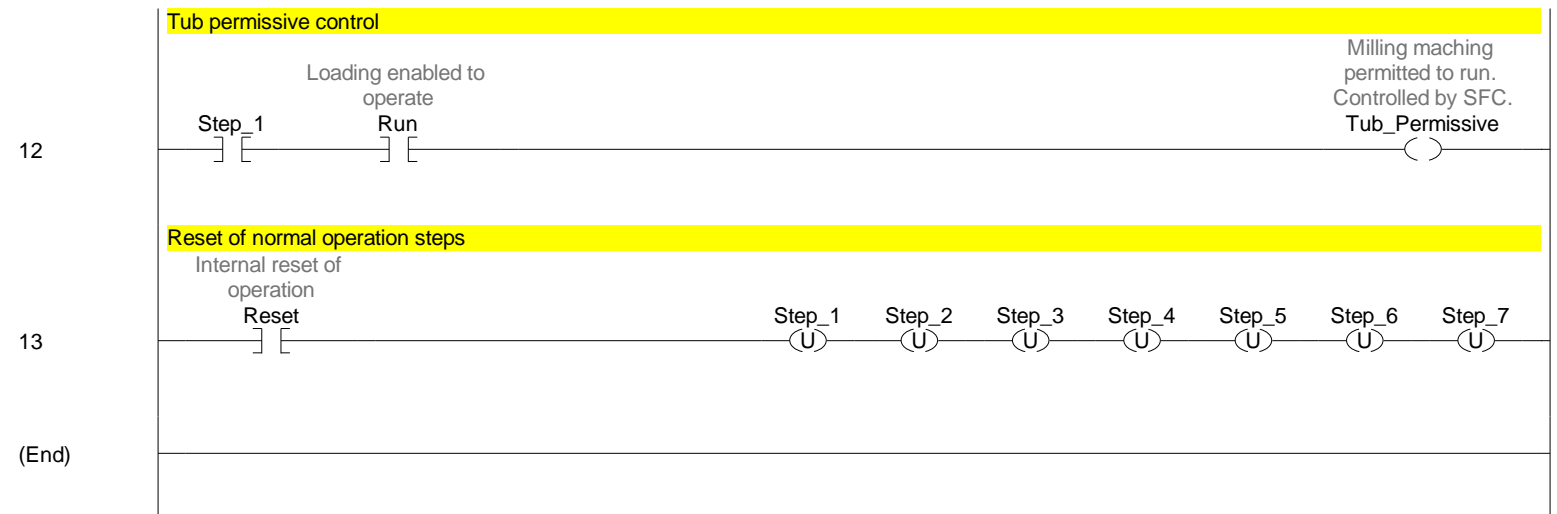 Tub permissive control
Milling maching
permitted to run.
Controlled by SFC.
Loading enabled to
operate
Step_1 Run Tub_Permissive
12
Reset of normal operation steps
Internal reset of
operation
Reset Step_1 Step_2 Step_3 Step_4 Step_5 Step_6 Step_7
13 U U U U U U U
(End)